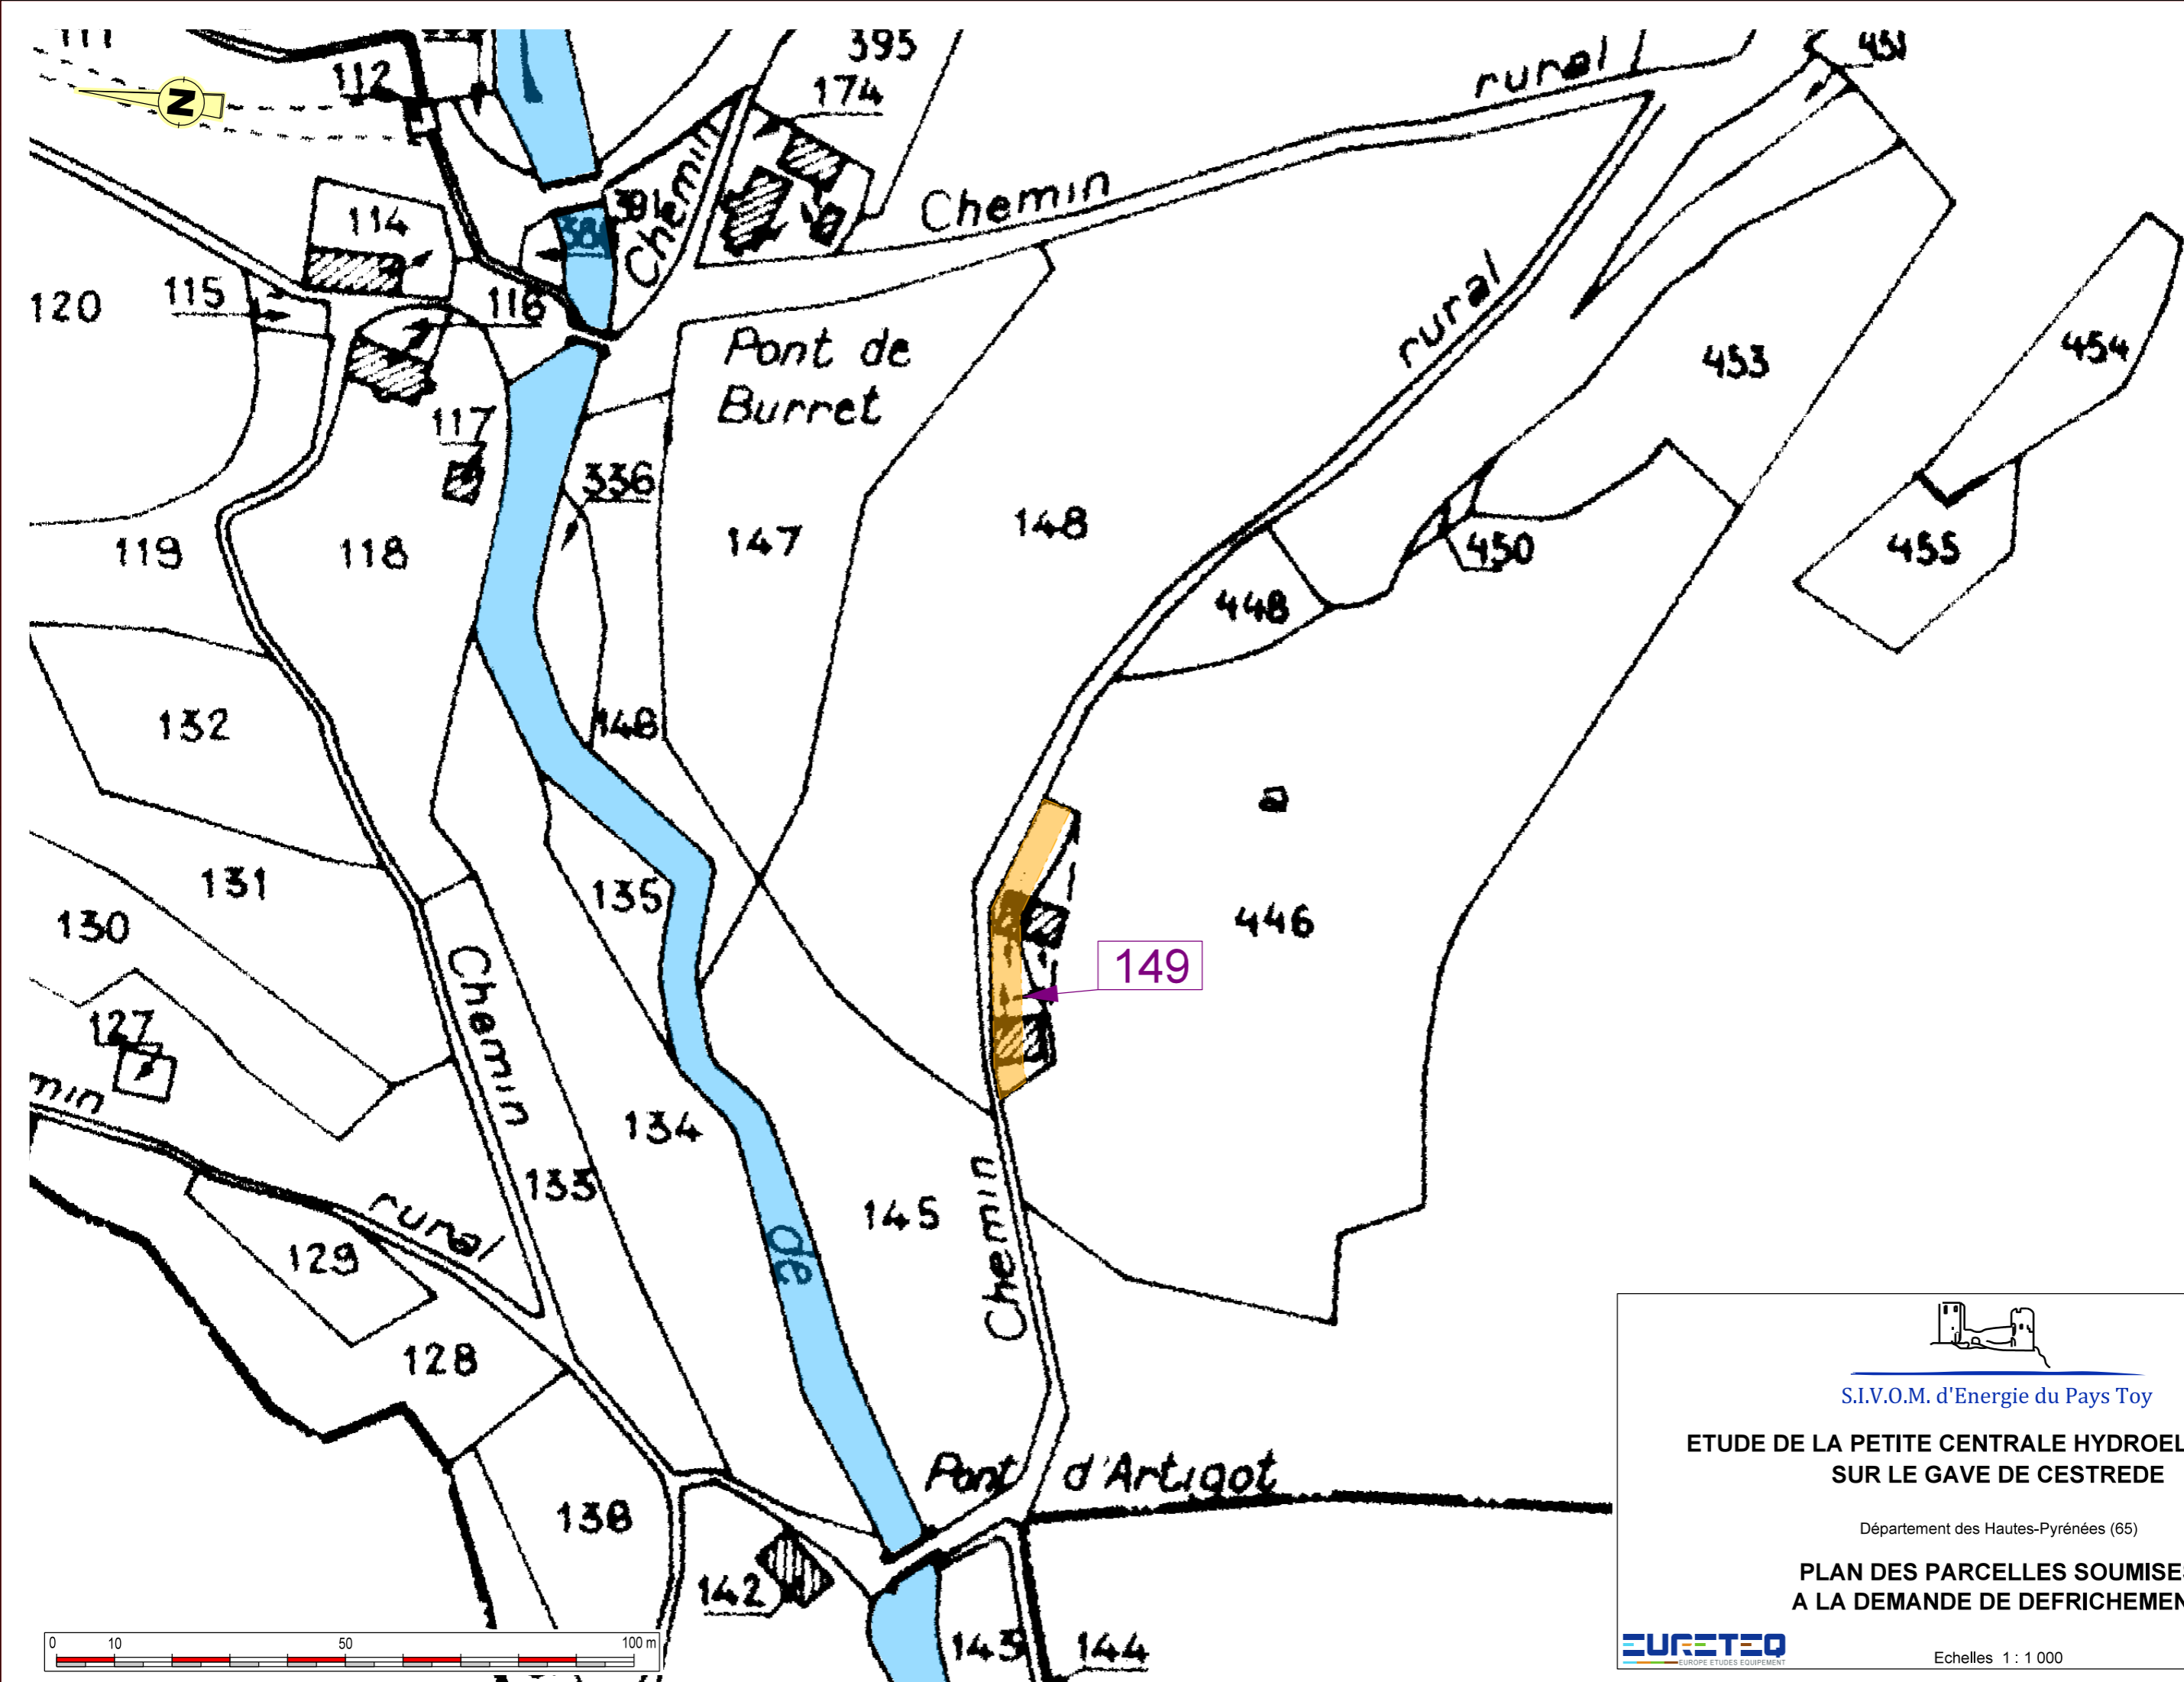 111
395
rural
451
112
174
N
391
Chemin
Chemin
114
115
116
120
rural
Pont de
Burret
453
454
117
336
119
118
147
148
450
455
448
132
148
131
135
130
446
149
127
Chemin
min
134
133
145
Chemin
rural
129
de
128
Pont d'Artigot
138
142
143
144
0 10 50 100 m
S.I.V.O.M. d'Energie du Pays Toy
ETUDE DE LA PETITE CENTRALE HYDROEL
SUR LE GAVE DE CESTREDE
Département des Hautes-Pyrénées (65)
PLAN DES PARCELLES SOUMISE
A LA DEMANDE DE DEFRICHEMEN
EURETEQ
EUROPE ETUDES EQUIPEMENT
Echelles 1 : 1 000